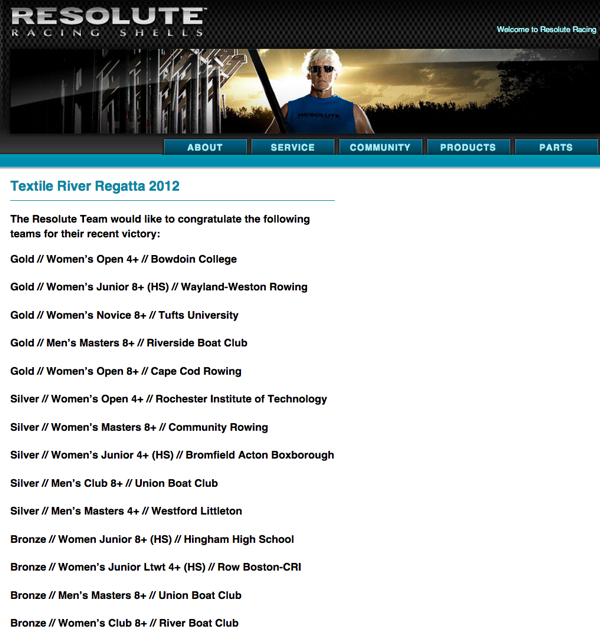 RESOLUTE™
RACING SHELLS
Welcome to Resolute Racing
RESOLUTE
ABOUT
SERVICE
COMMUNITY
PRODUCTS
PARTS
Textile River Regatta 2012
The Resolute Team would like to congratulate the following
teams for their recent victory:
Gold // Women's Open 4+ // Bowdoin College
Gold // Women's Junior 8+ (HS) // Wayland-Weston Rowing
Gold // Women's Novice 8+ // Tufts University
Gold // Men's Masters 8+ // Riverside Boat Club
Gold // Women's Open 8+ // Cape Cod Rowing
Silver // Women's Open 4+ // Rochester Institute of Technology
Silver // Women's Masters 8+ // Community Rowing
Silver // Women's Junior 4+ (HS) // Bromfield Acton Boxborough
Silver // Men's Club 8+ // Union Boat Club
Silver // Men's Masters 4+ // Westford Littleton
Bronze // Women Junior 8+ (HS) // Hingham High School
Bronze // Women's Junior Ltwt 4+ (HS) // Row Boston-CRI
Bronze // Men's Masters 8+ // Union Boat Club
Bronze // Women's Club 8+ // River Boat Club